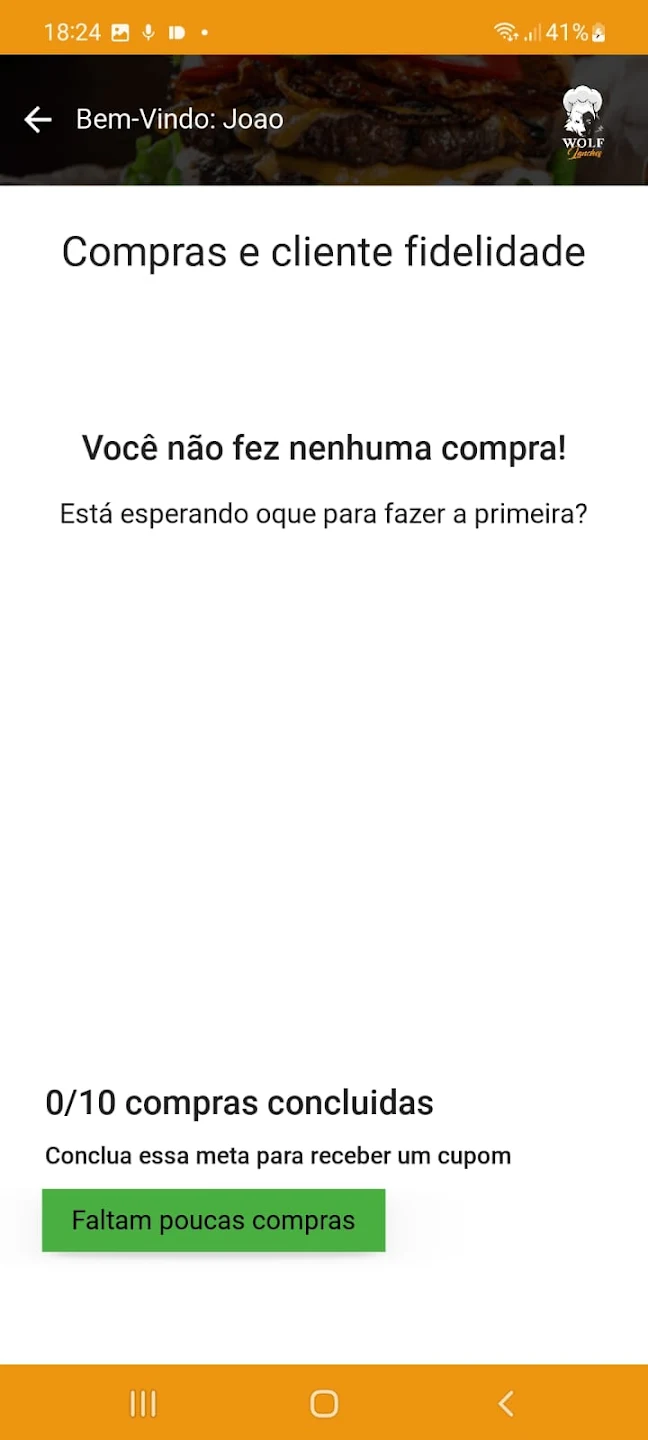 18:24
41%
Bem-Vindo: Joao
WOLF
Lanches
Compras e cliente fidelidade
Você não fez nenhuma compra!
Está esperando oque para fazer a primeira?
0/10 compras concluidas
Conclua essa meta para receber um cupom
Faltam poucas compras